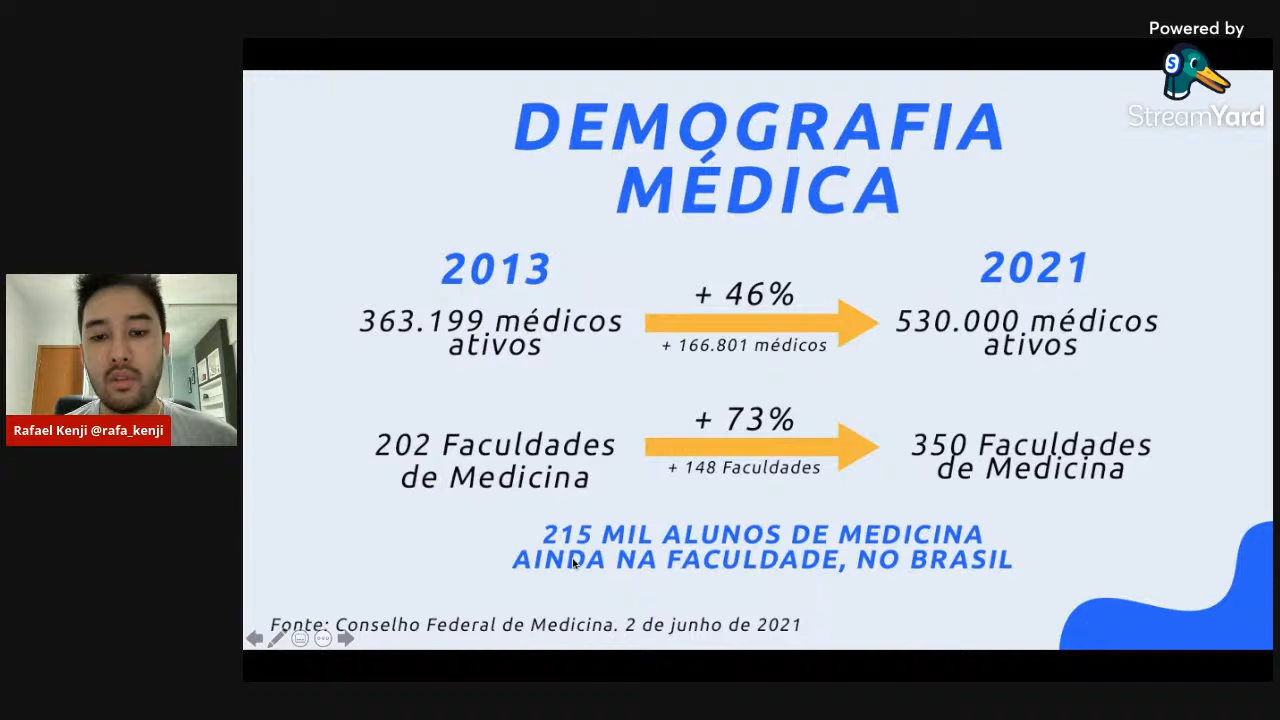 Powered by
StreamYard
DEMOGRAFIA
MÉDICA
2013
363.199 médicos
ativos
+ 46%
+ 166.801 médicos
2021
530.000 médicos
ativos
202 Faculdades
de Medicina
+ 73%
+ 148 Faculdades
350 Faculdades
de Medicina
215 MIL ALUNOS DE MEDICINA
AINDA NA FACULDADE, NO BRASIL
Fonte: Conselho Federal de Medicina. 2 de junho de 2021
Rafael Kenji @rafa_kenji